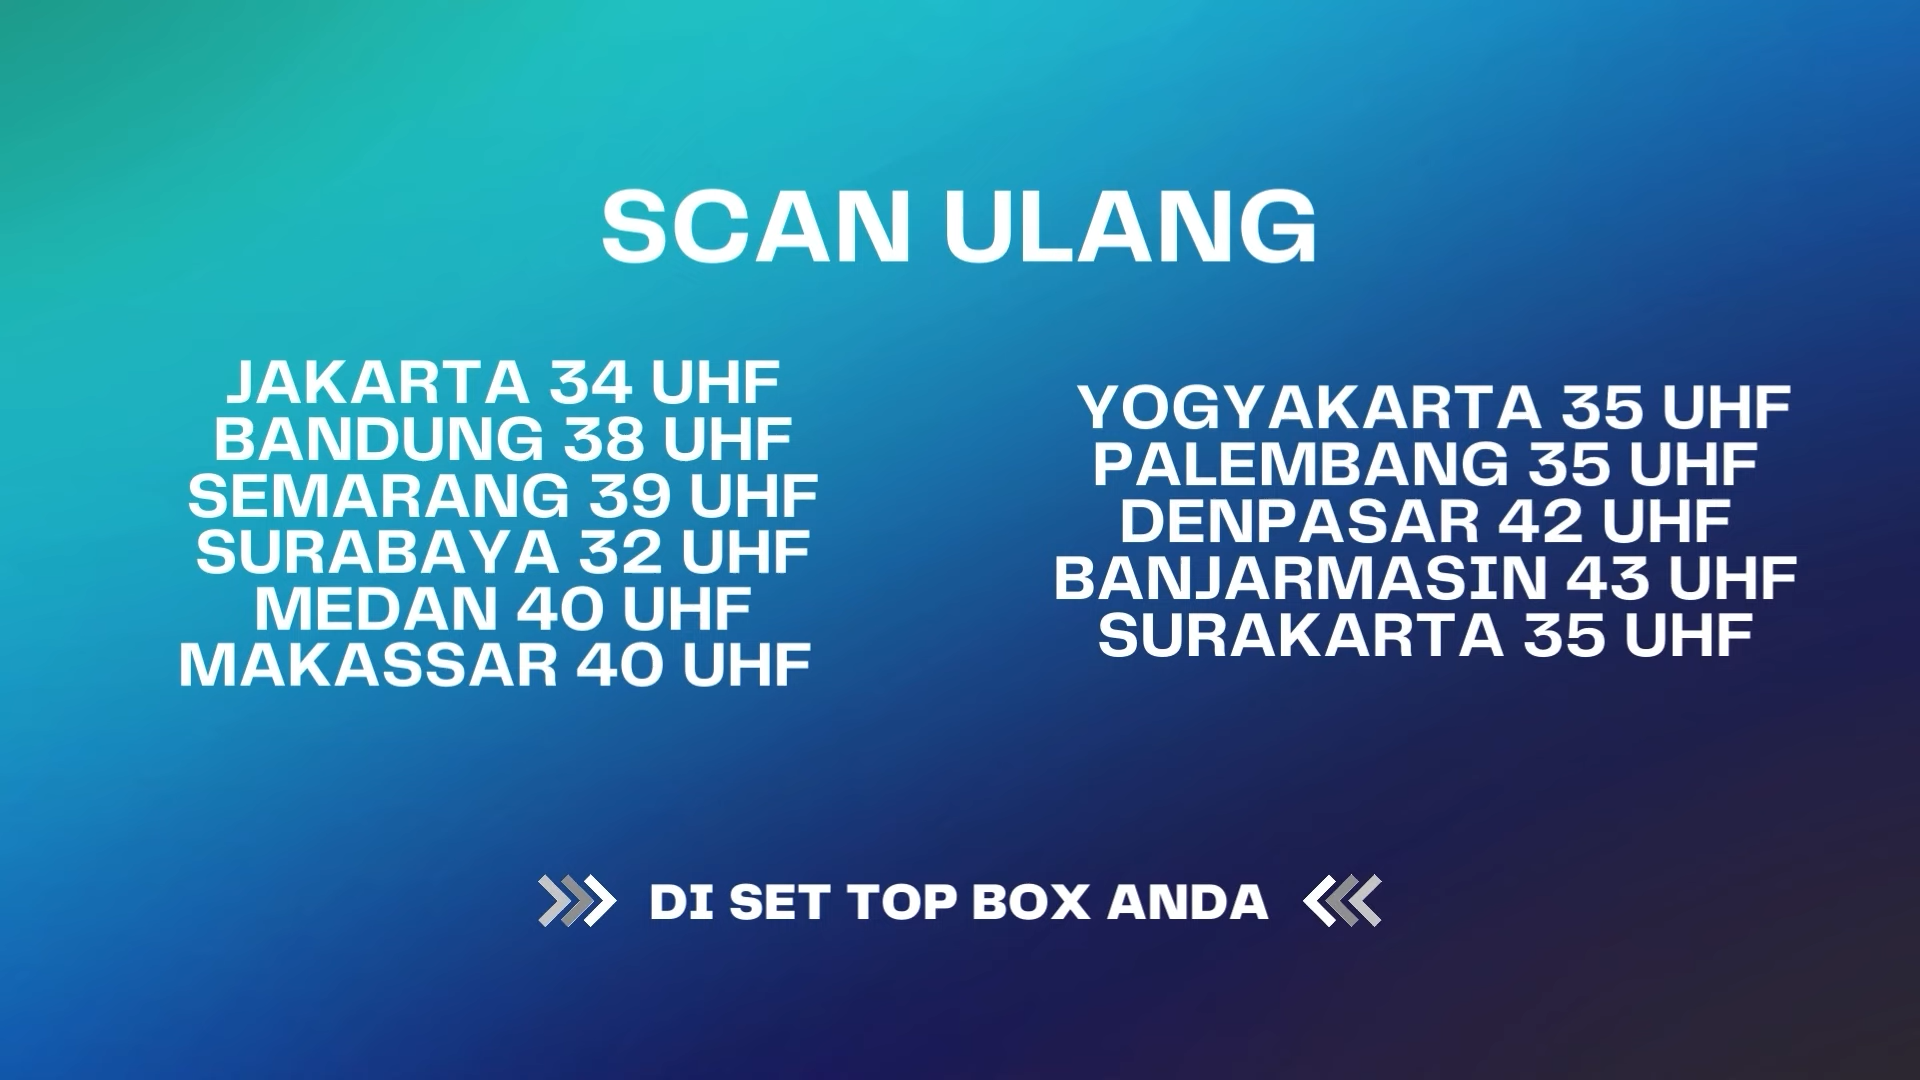 SCAN ULANG
JAKARTA 34 UHF
BANDUNG 38 UHF
SEMARANG 39 UHF
SURABAYA 32 UHF
MEDAN 40 UHF
MAKASSAR 40 UHF
YOGYAKARTA 35 UHF
PALEMBANG 35 UHF
DENPASAR 42 UHF
BANJARMASIN 43 UHF
SURAKARTA 35 UHF
DI SET TOP BOX ANDA